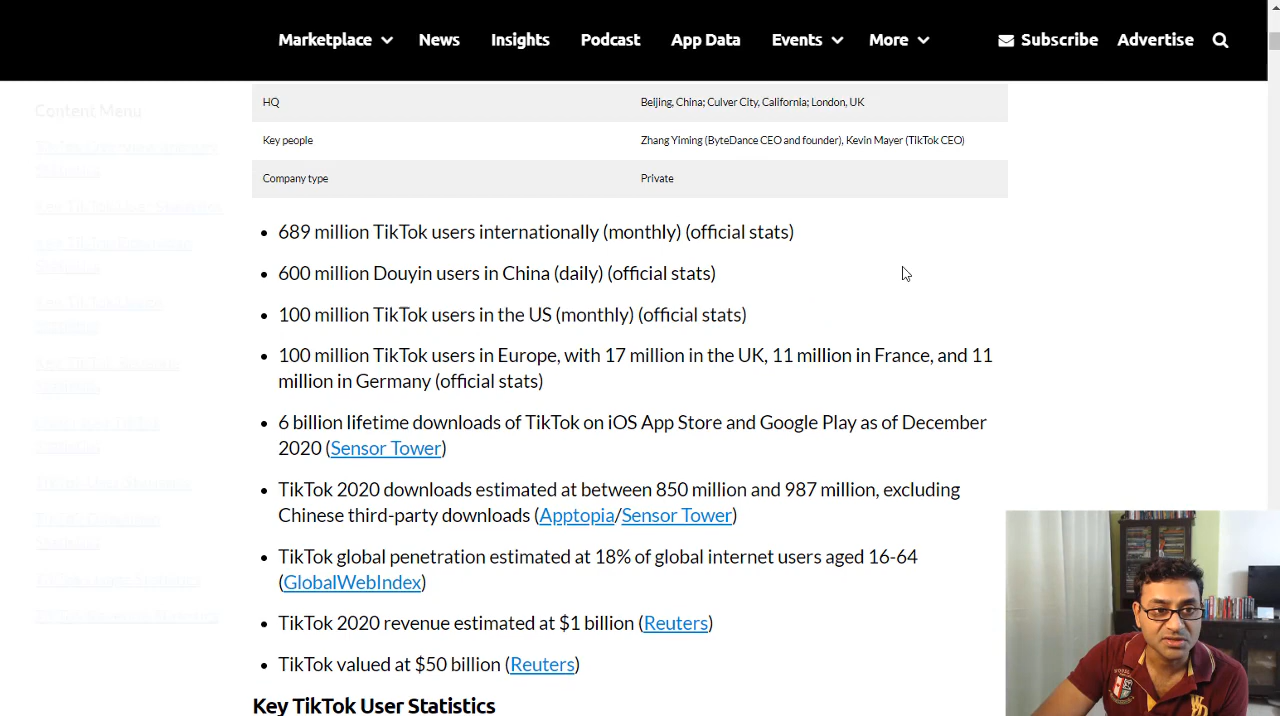 Marketplace News Insights Podcast App Data Events More Subscribe Advertise
Content Menu
HQ Beijing, China; Culver City, California; London, UK
Key people Zhang Yiming (ByteDance CEO and founder), Kevin Mayer (TikTok CEO)
Company type Private
• 689 million TikTok users internationally (monthly) (official stats)
• 600 million Douyin users in China (daily) (official stats)
• 100 million TikTok users in the US (monthly) (official stats)
• 100 million TikTok users in Europe, with 17 million in the UK, 11 million in France, and 11
million in Germany (official stats)
• 6 billion lifetime downloads of TikTok on iOS App Store and Google Play as of December
2020 (Sensor Tower)
• TikTok 2020 downloads estimated at between 850 million and 987 million, excluding
Chinese third-party downloads (Apptopia/Sensor Tower)
• TikTok global penetration estimated at 18% of global internet users aged 16-64
(GlobalWebIndex)
• TikTok 2020 revenue estimated at $1 billion (Reuters)
• TikTok valued at $50 billion (Reuters)
Key TikTok User Statistics